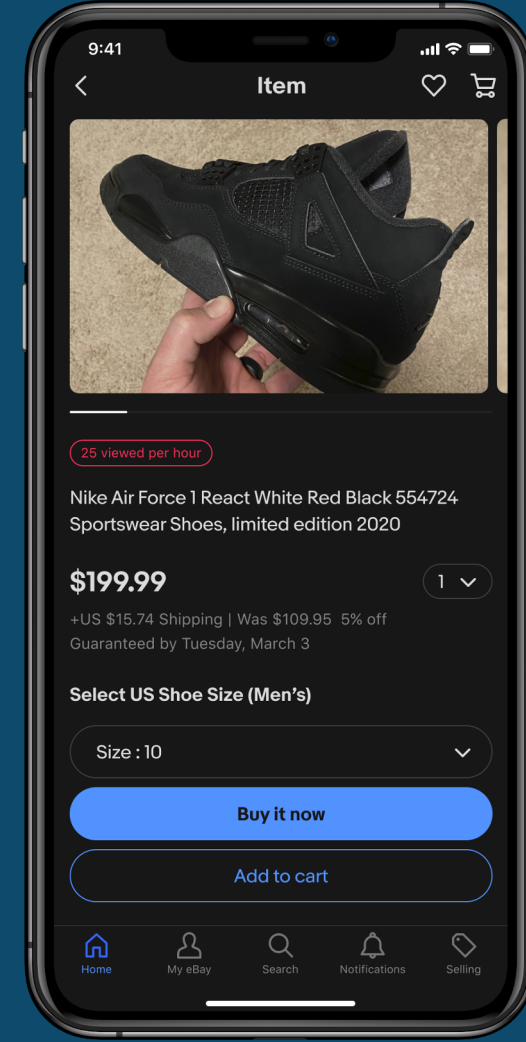 9:41
Item
25 viewed per hour
Nike Air Force 1 React White Red Black 554724
Sportswear Shoes, limited edition 2020
$199.99
1
+US $15.74 Shipping | Was $109.95 5% off
Guaranteed by Tuesday, March 3
Select US Shoe Size (Men’s)
Size : 10
Buy it now
Add to cart
Home
My eBay
Search
Notifications
Selling